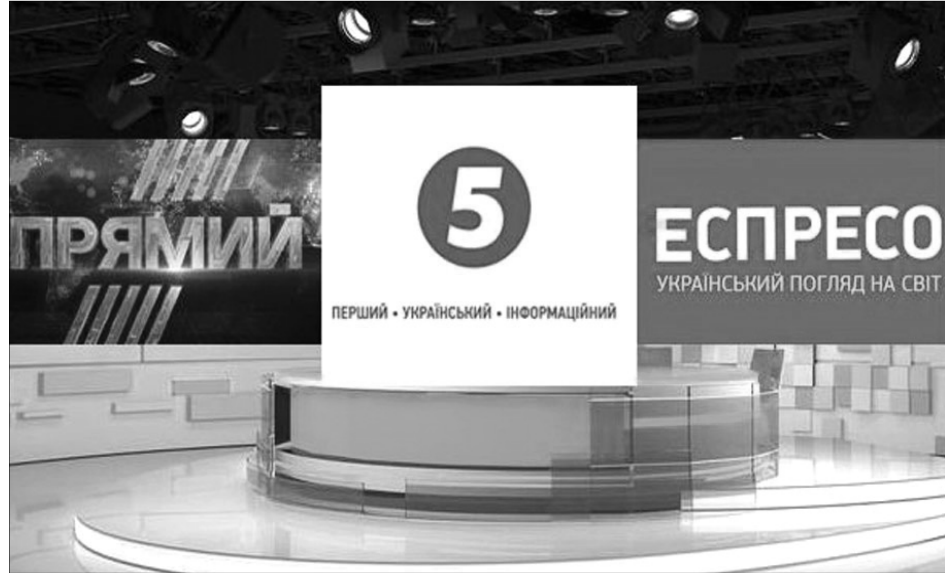 ПРЯМИЙ
5
ПЕРШИЙ • УКРАЇНСЬКИЙ • ІНФОРМАЦІЙНИЙ
ЕСПРЕСО
УКРАЇНСЬКИЙ ПОГЛЯД НА СВІТ